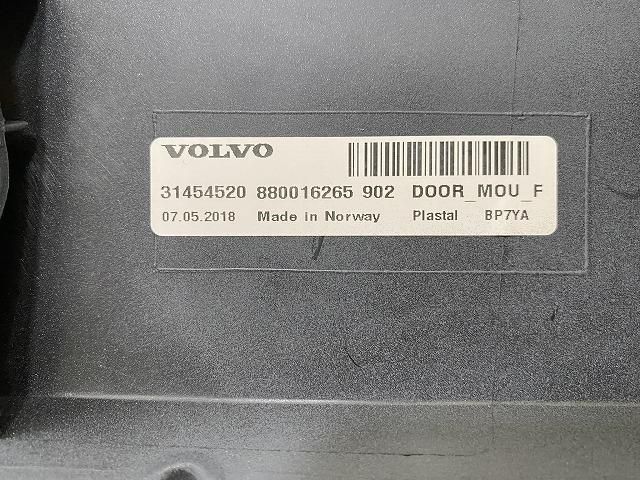 VOLVO
31454520 880016265 902 DOOR_MOU_F
07.05.2018 Made in Norway Plastal BP7YA